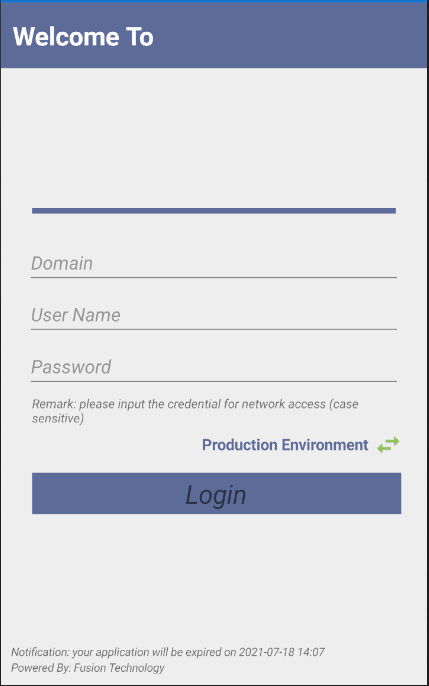 Welcome To
Domain
User Name
Password
Remark: please input the credential for network access (case
sensitive)
Production Environment
Login
Notification: your application will be expired on 2021-07-18 14:07
Powered By: Fusion Technology